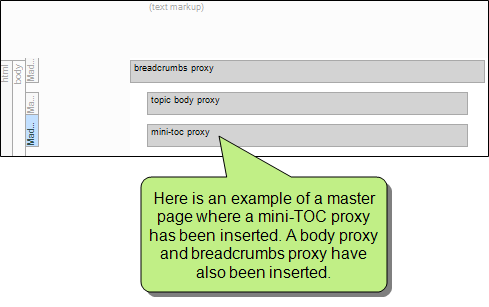 (text markup)
html
body
Mad...
breadcrumbs proxy
Ma...
topic body proxy
Mad...
mini-toc proxy
Here is an example of a master
page where a mini-TOC proxy
has been inserted. A body proxy
and breadcrumbs proxy have
also been inserted.